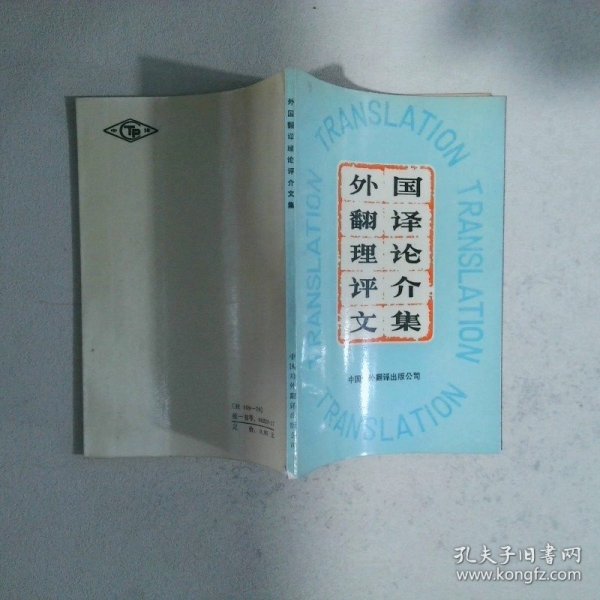 中 CTP 译
外国翻译理论评介文集
中国对外翻译出版公司
TRANSLATION
TRANSLATION
TRANSLATION
TRANSLATION
外国
翻译
理论
评介
文集
孔夫子旧书网
www.kongfz.com